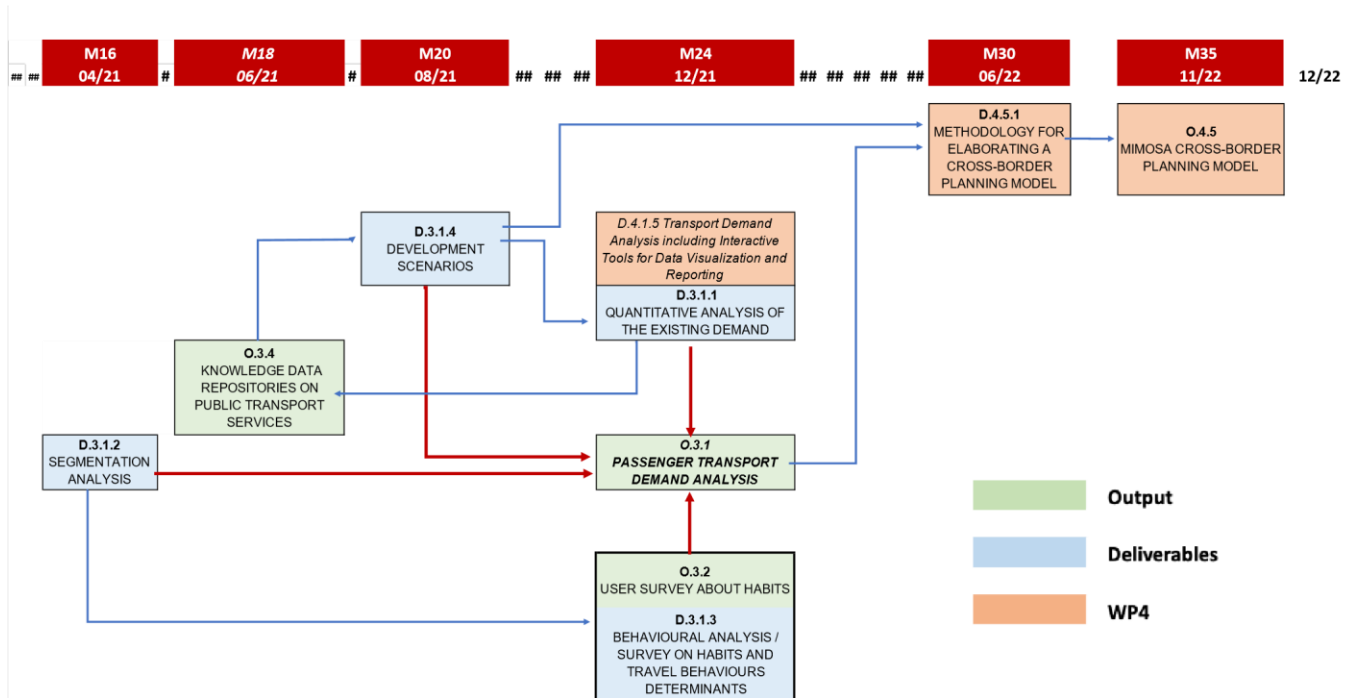 M16
04/21
M18
06/21
M20
08/21
M24
12/21
M30
06/22
M35
11/22
## ##
#
#
## ## ##
## ## ## ## ##
12/22
D.4.5.1
METHODOLOGY FOR
ELABORATING A
CROSS-BORDER
PLANNING MODEL
O.4.5
MIMOSA CROSS-BORDER
PLANNING MODEL
D.3.1.4
DEVELOPMENT
SCENARIOS
D.4.1.5 Transport Demand
Analysis including Interactive
Tools for Data Visualization and
Reporting
D.3.1.1
QUANTITATIVE ANALYSIS OF
THE EXISTING DEMAND
O.3.4
KNOWLEDGE DATA
REPOSITORIES ON
PUBLIC TRANSPORT
SERVICES
D.3.1.2
SEGMENTATION
ANALYSIS
O.3.1
PASSENGER TRANSPORT
DEMAND ANALYSIS
O.3.2
USER SURVEY ABOUT HABITS
D.3.1.3
BEHAVIOURAL ANALYSIS /
SURVEY ON HABITS AND
TRAVEL BEHAVIOURS
DETERMINANTS
Output
Deliverables
WP4